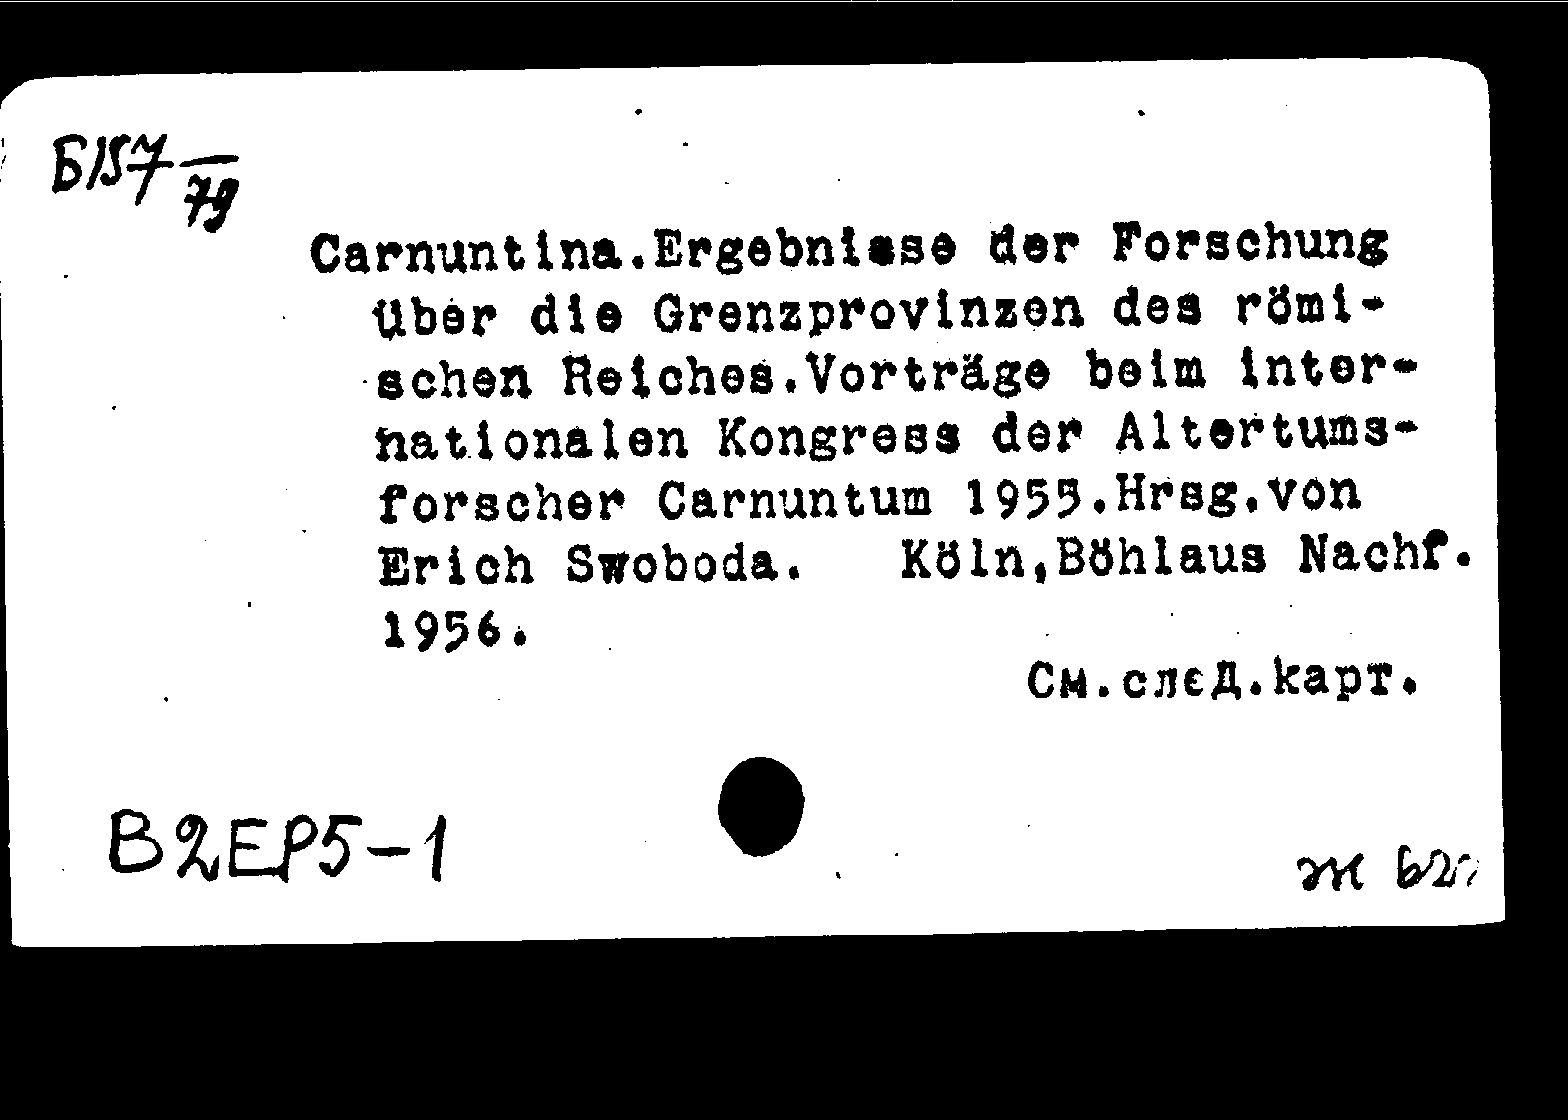 Б157
79
Carnuntina.Ergebnisse der Forschung
über die Grenzprovinzen des römi-
schen Reiches.Vorträge beim inter-
nationalen Kongress der Altertums-
forscher Carnuntum 1955.Hrsg.von
Erich Swoboda. Köln,Böhlaus Nachf.
1956.
См.след.карт.
В2ЕР5-1
ж